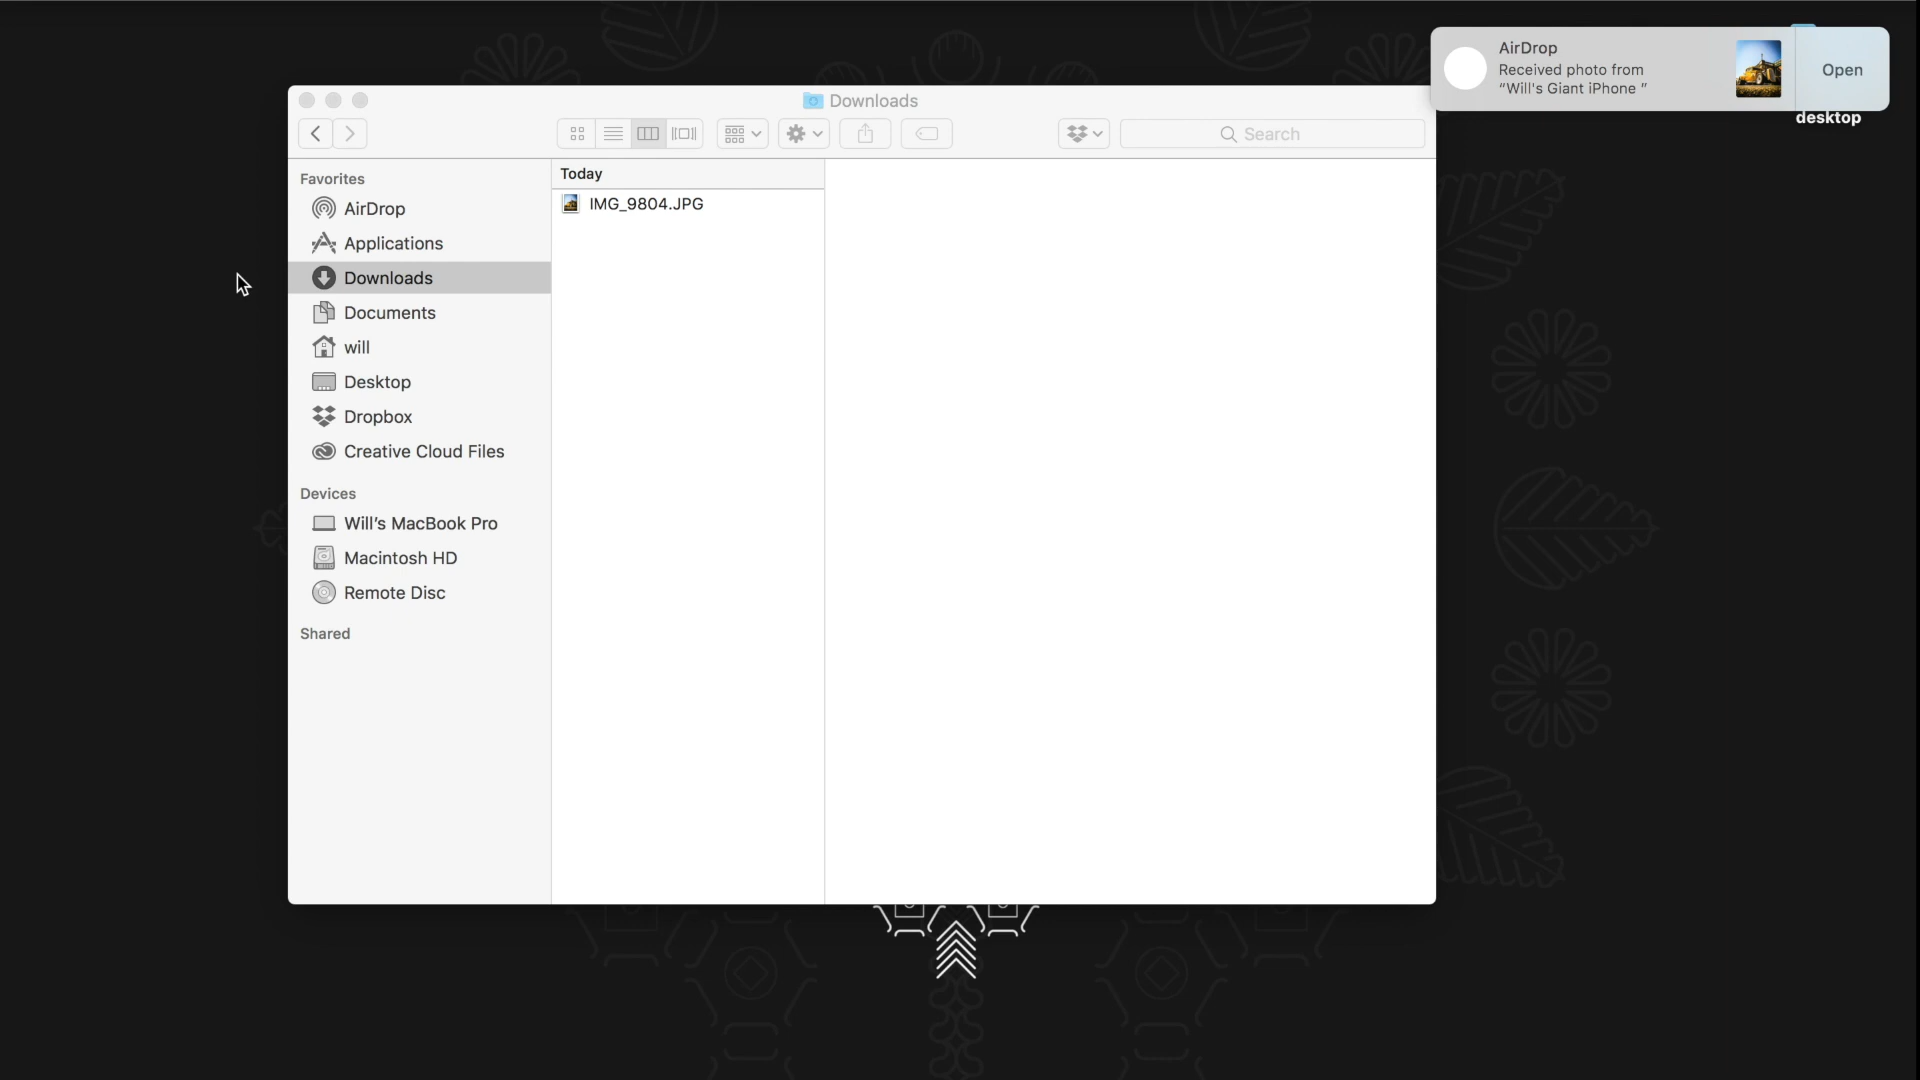 AirDrop
Received photo from
“Will's Giant iPhone ”
Open
desktop
Downloads
Search
Favorites
AirDrop
Applications
Downloads
Documents
will
Desktop
Dropbox
Creative Cloud Files
Devices
Will’s MacBook Pro
Macintosh HD
Remote Disc
Shared
Today
IMG_9804.JPG